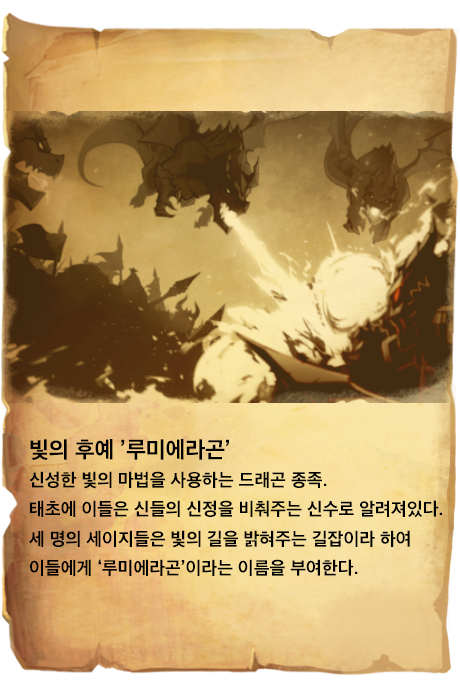 빛의 후예 '루미에라곤'
신성한 빛의 마법을 사용하는 드래곤 종족.
태초에 이들은 신들의 신정을 비춰주는 신수로 알려져있다.
세 명의 세이지들은 빛의 길을 밝혀주는 길잡이라 하여
이들에게 ‘루미에라곤’이라는 이름을 부여한다.